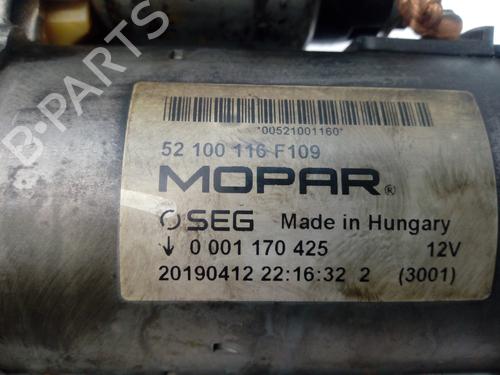 *00521001160*
52 100 116 F109
MOPAR®
SEG Made in Hungary
0 001 170 425 12V
20190412 22:16:32 2 (3001)
B-PARTS